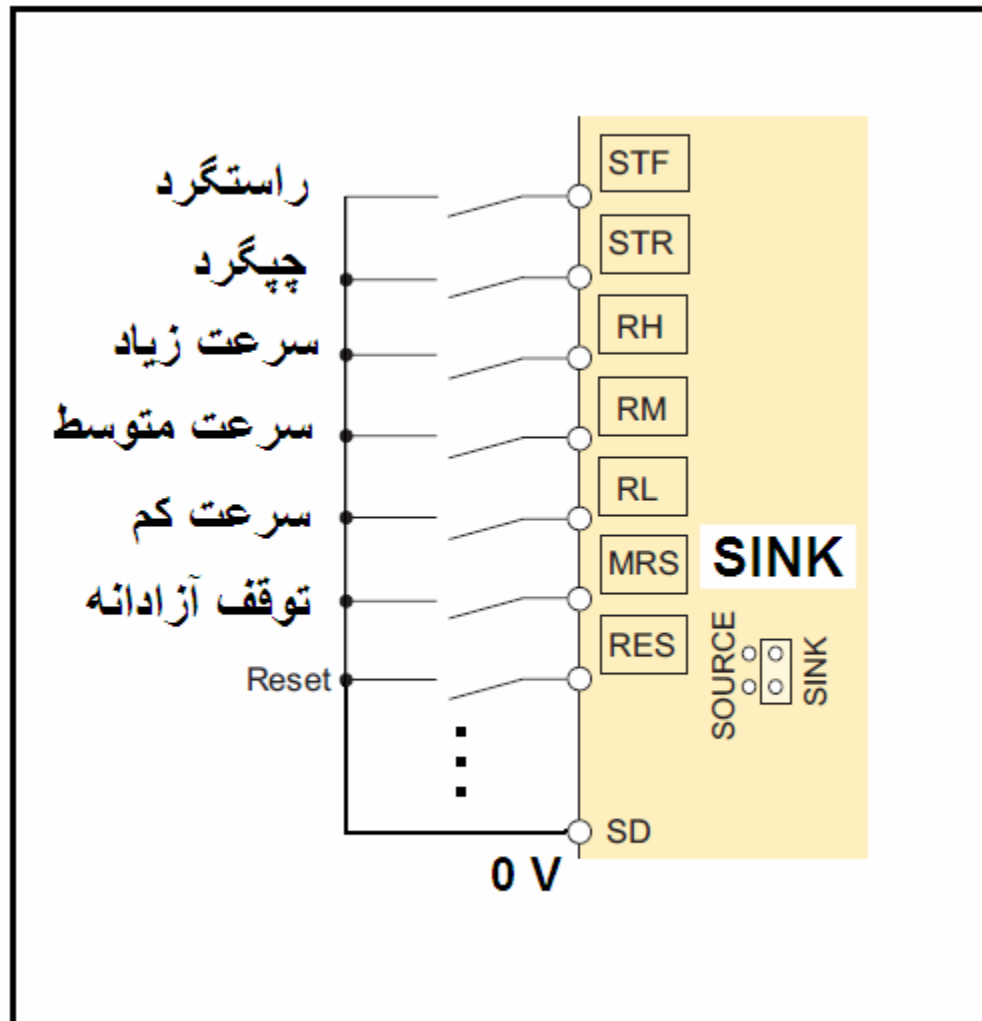 STF
راستگرد
STR
چپگرد
RH
سرعت زیاد
RM
سرعت متوسط
RL
سرعت کم
MRS
SINK
توقف آزادانه
RES
Reset
SOURCE
SINK
SD
0 V